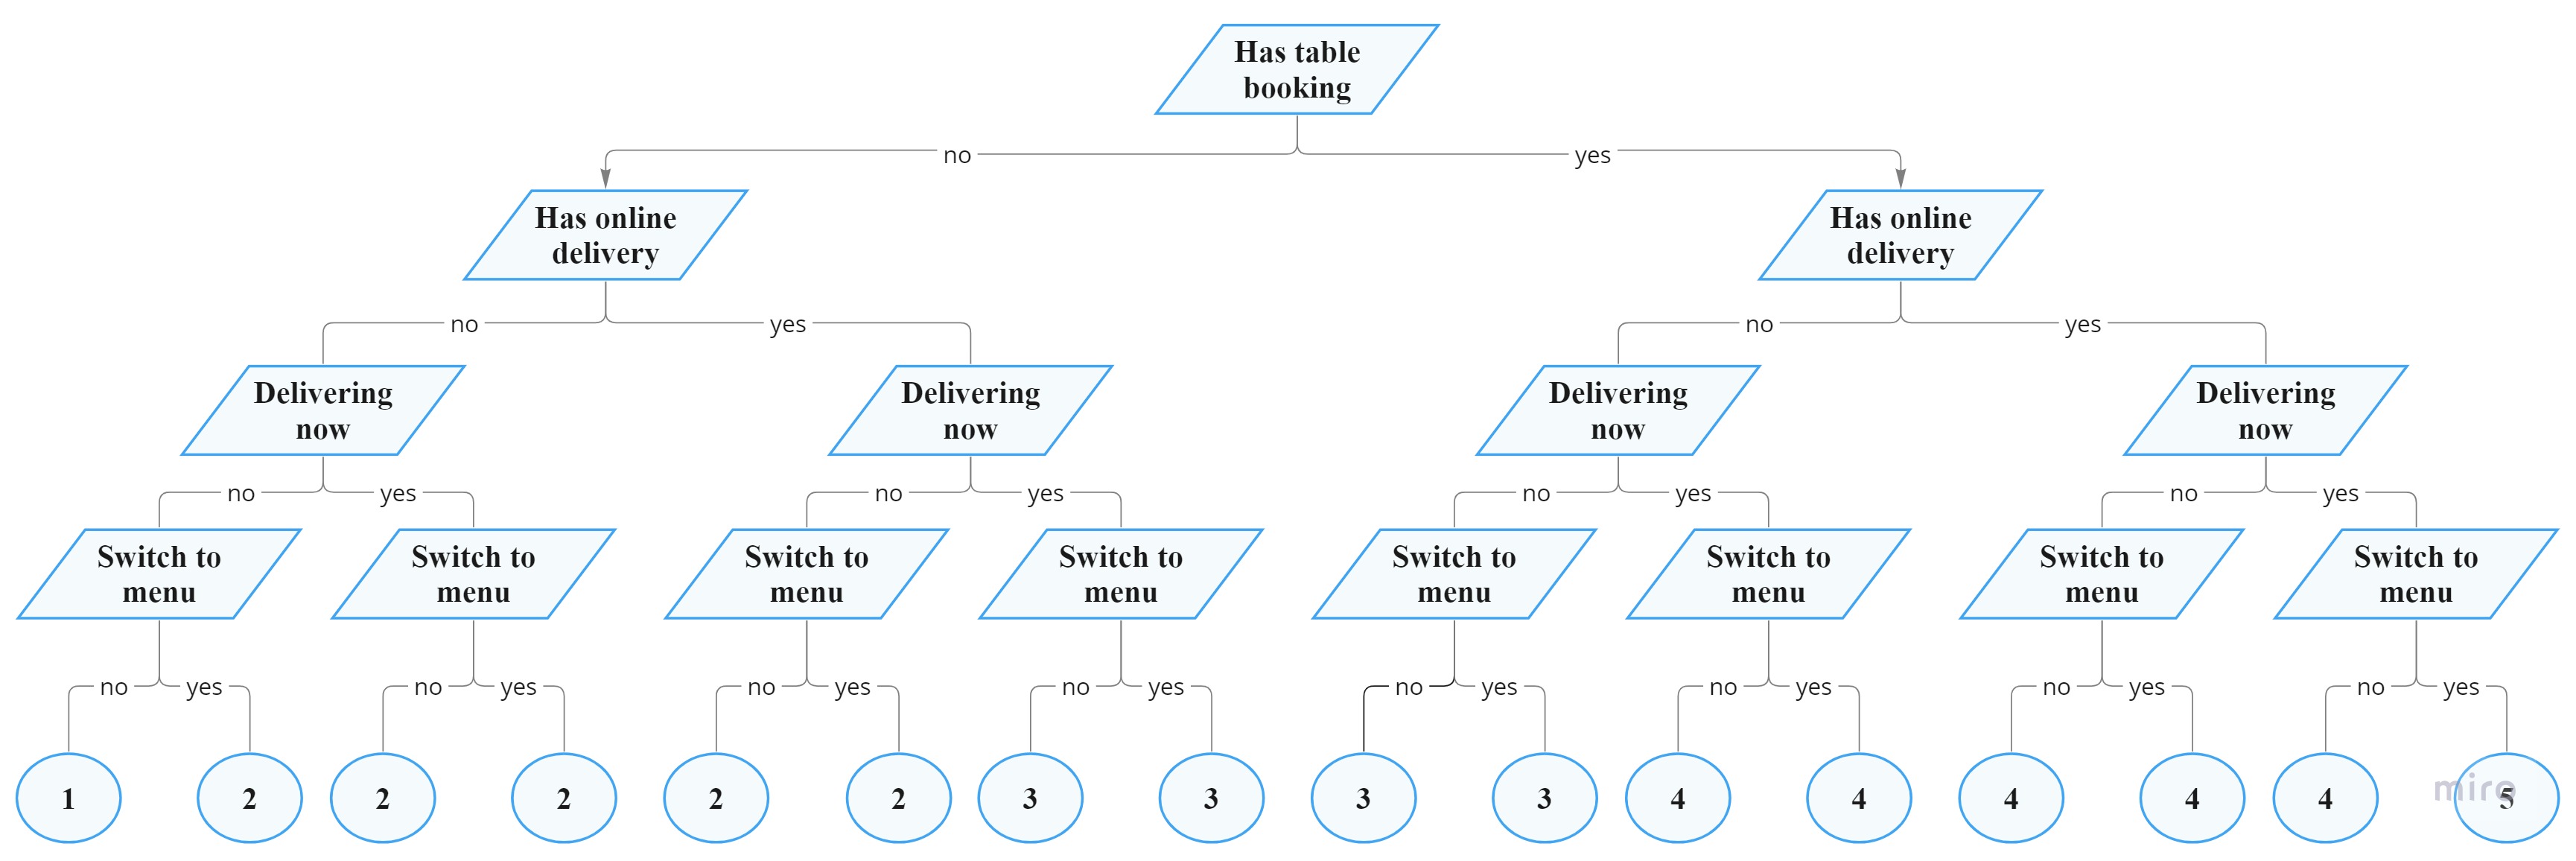 Has table
booking
no
yes
Has online
delivery
Has online
delivery
no
yes
no
yes
Delivering
now
Delivering
now
Delivering
now
Delivering
now
no
yes
no
yes
no
yes
no
yes
Switch to
menu
Switch to
menu
Switch to
menu
Switch to
menu
Switch to
menu
Switch to
menu
Switch to
menu
Switch to
menu
no
yes
no
yes
no
yes
no
yes
no
yes
no
yes
no
yes
no
yes
1
2
2
2
2
2
3
3
3
3
4
4
4
4
4
5
miro